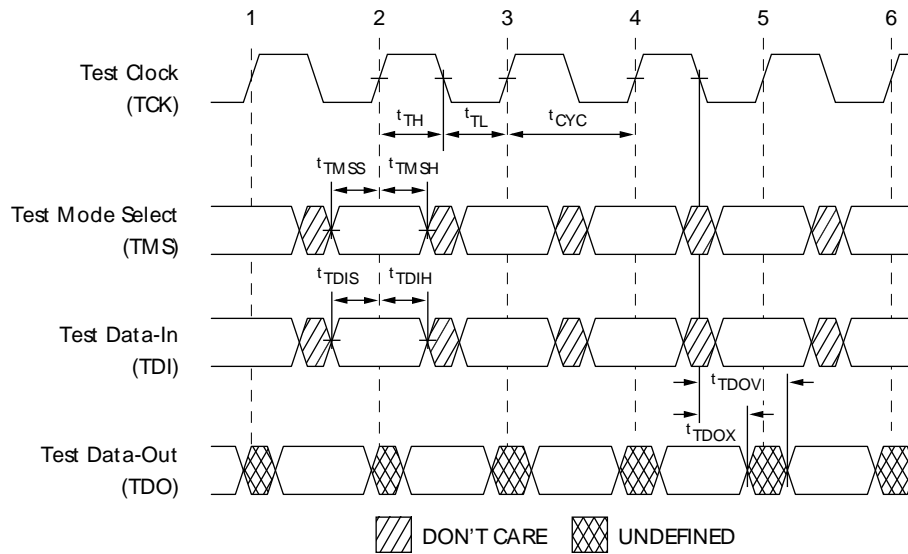 1 2 3 4 5 6
Test Clock
(TCK)
tTH tTL tCYC
tTMSS tTMSH
Test Mode Select
(TMS)
tTDIS tTDIH
Test Data-In
(TDI)
tTDOV
tTDOX
Test Data-Out
(TDO)
DON'T CARE UNDEFINED